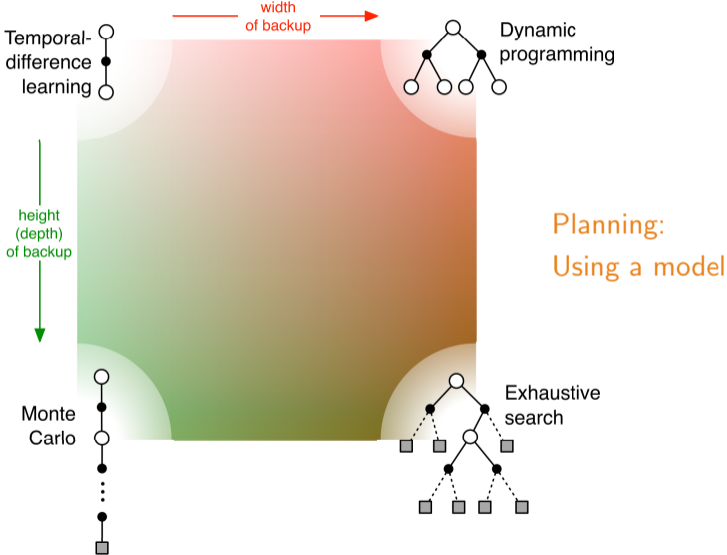 width
of backup
Temporal-
difference
learning
Dynamic
programming
height
(depth)
of backup
Planning:
Using a model
Monte
Carlo
Exhaustive
search